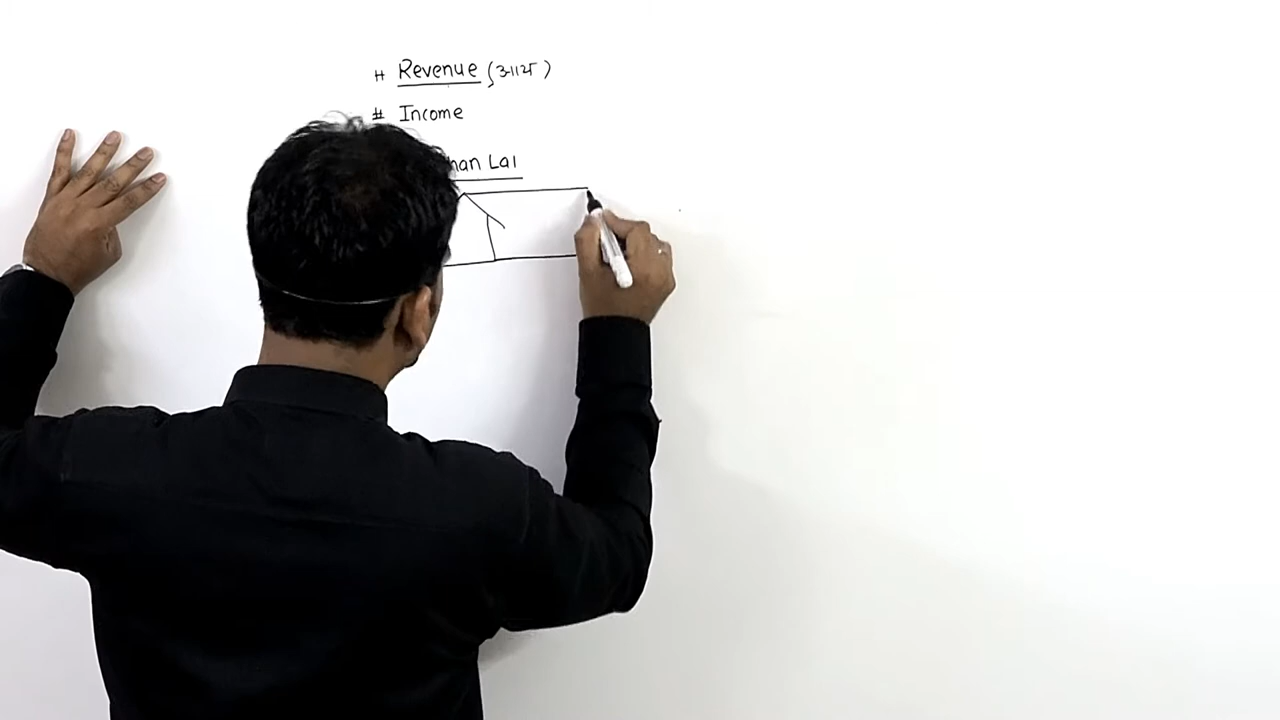 # Revenue (आय)
# Income
han Lal